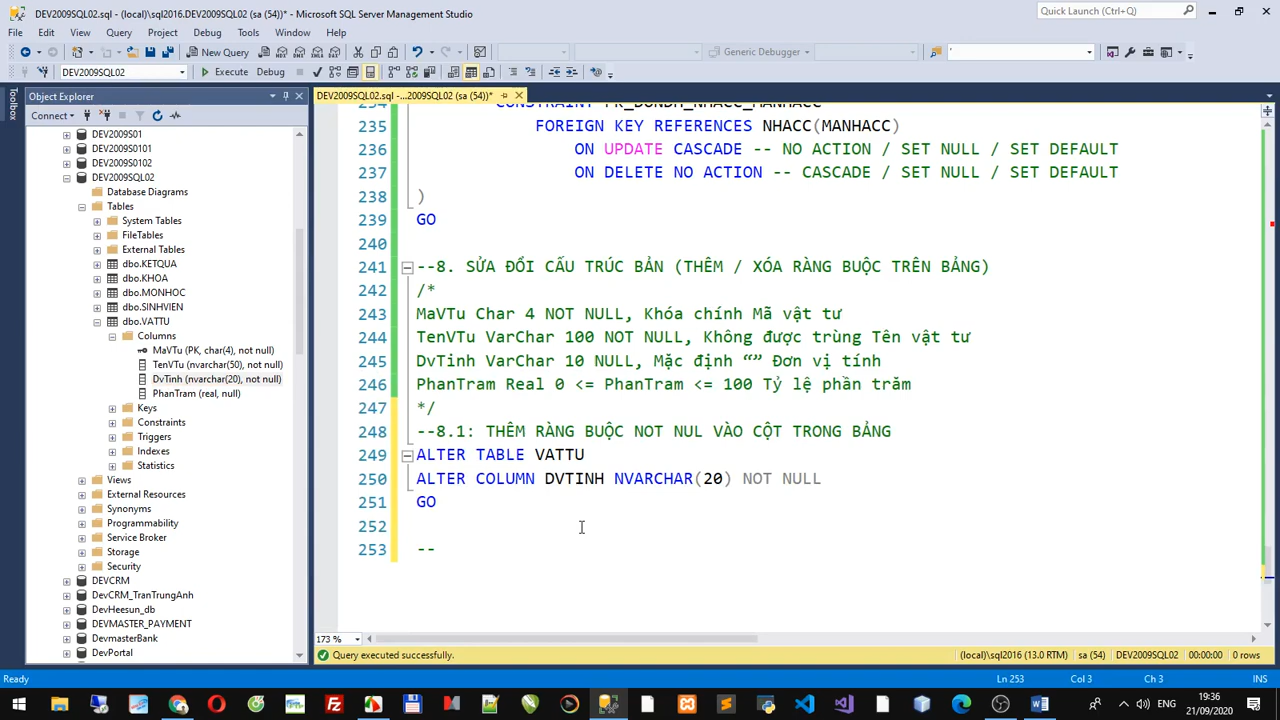 DEV2009SQL02.sql - (local)\sql2016.DEV2009SQL02 (sa (54))* - Microsoft SQL Server Management Studio
Quick Launch (Ctrl+Q)
File Edit View Query Project Debug Tools Window Help
New Query
Generic Debugger
DEV2009SQL02
Execute Debug
Toolbox
Object Explorer
Connect
DEV2009S01
DEV2009S0101
DEV2009S0102
DEV2009SQL02
Database Diagrams
Tables
System Tables
FileTables
External Tables
dbo.KETQUA
dbo.KHOA
dbo.MONHOC
dbo.SINHVIEN
dbo.VATTU
Columns
MaVTu (PK, char(4), not null)
TenVTu (nvarchar(50), not null)
DvTinh (nvarchar(20), not null)
PhanTram (real, null)
Keys
Constraints
Triggers
Indexes
Statistics
Views
External Resources
Synonyms
Programmability
Service Broker
Storage
Security
DEVCRM
DevCRM_TranTrungAnh
DevHeesun_db
DEVMASTER_PAYMENT
DevmasterBank
DevPortal
DEV2009SQL02.sql -...2009SQL02 (sa (54))*
235 FOREIGN KEY REFERENCES NHACC(MANHACC)
236 ON UPDATE CASCADE -- NO ACTION / SET NULL / SET DEFAULT
237 ON DELETE NO ACTION -- CASCADE / SET NULL / SET DEFAULT
238 )
239 GO
240
241 --8. SỬA ĐỔI CẤU TRÚC BẢN (THÊM / XÓA RÀNG BUỘC TRÊN BẢNG)
242 /*
243 MaVTu Char 4 NOT NULL, Khóa chính Mã vật tư
244 TenVTu VarChar 100 NOT NULL, Không được trùng Tên vật tư
245 DvTinh VarChar 10 NULL, Mặc định “” Đơn vị tính
246 PhanTram Real 0 <= PhanTram <= 100 Tỷ lệ phần trăm
247 */
248 --8.1: THÊM RÀNG BUỘC NOT NUL VÀO CỘT TRONG BẢNG
249 ALTER TABLE VATTU
250 ALTER COLUMN DVTINH NVARCHAR(20) NOT NULL
251 GO
252
253 --
173 %
Query executed successfully.
(local)\sql2016 (13.0 RTM) sa (54) DEV2009SQL02 00:00:00 0 rows
Ready
Ln 253 Col 3 Ch 3 INS
ENG
19:36
21/09/2020